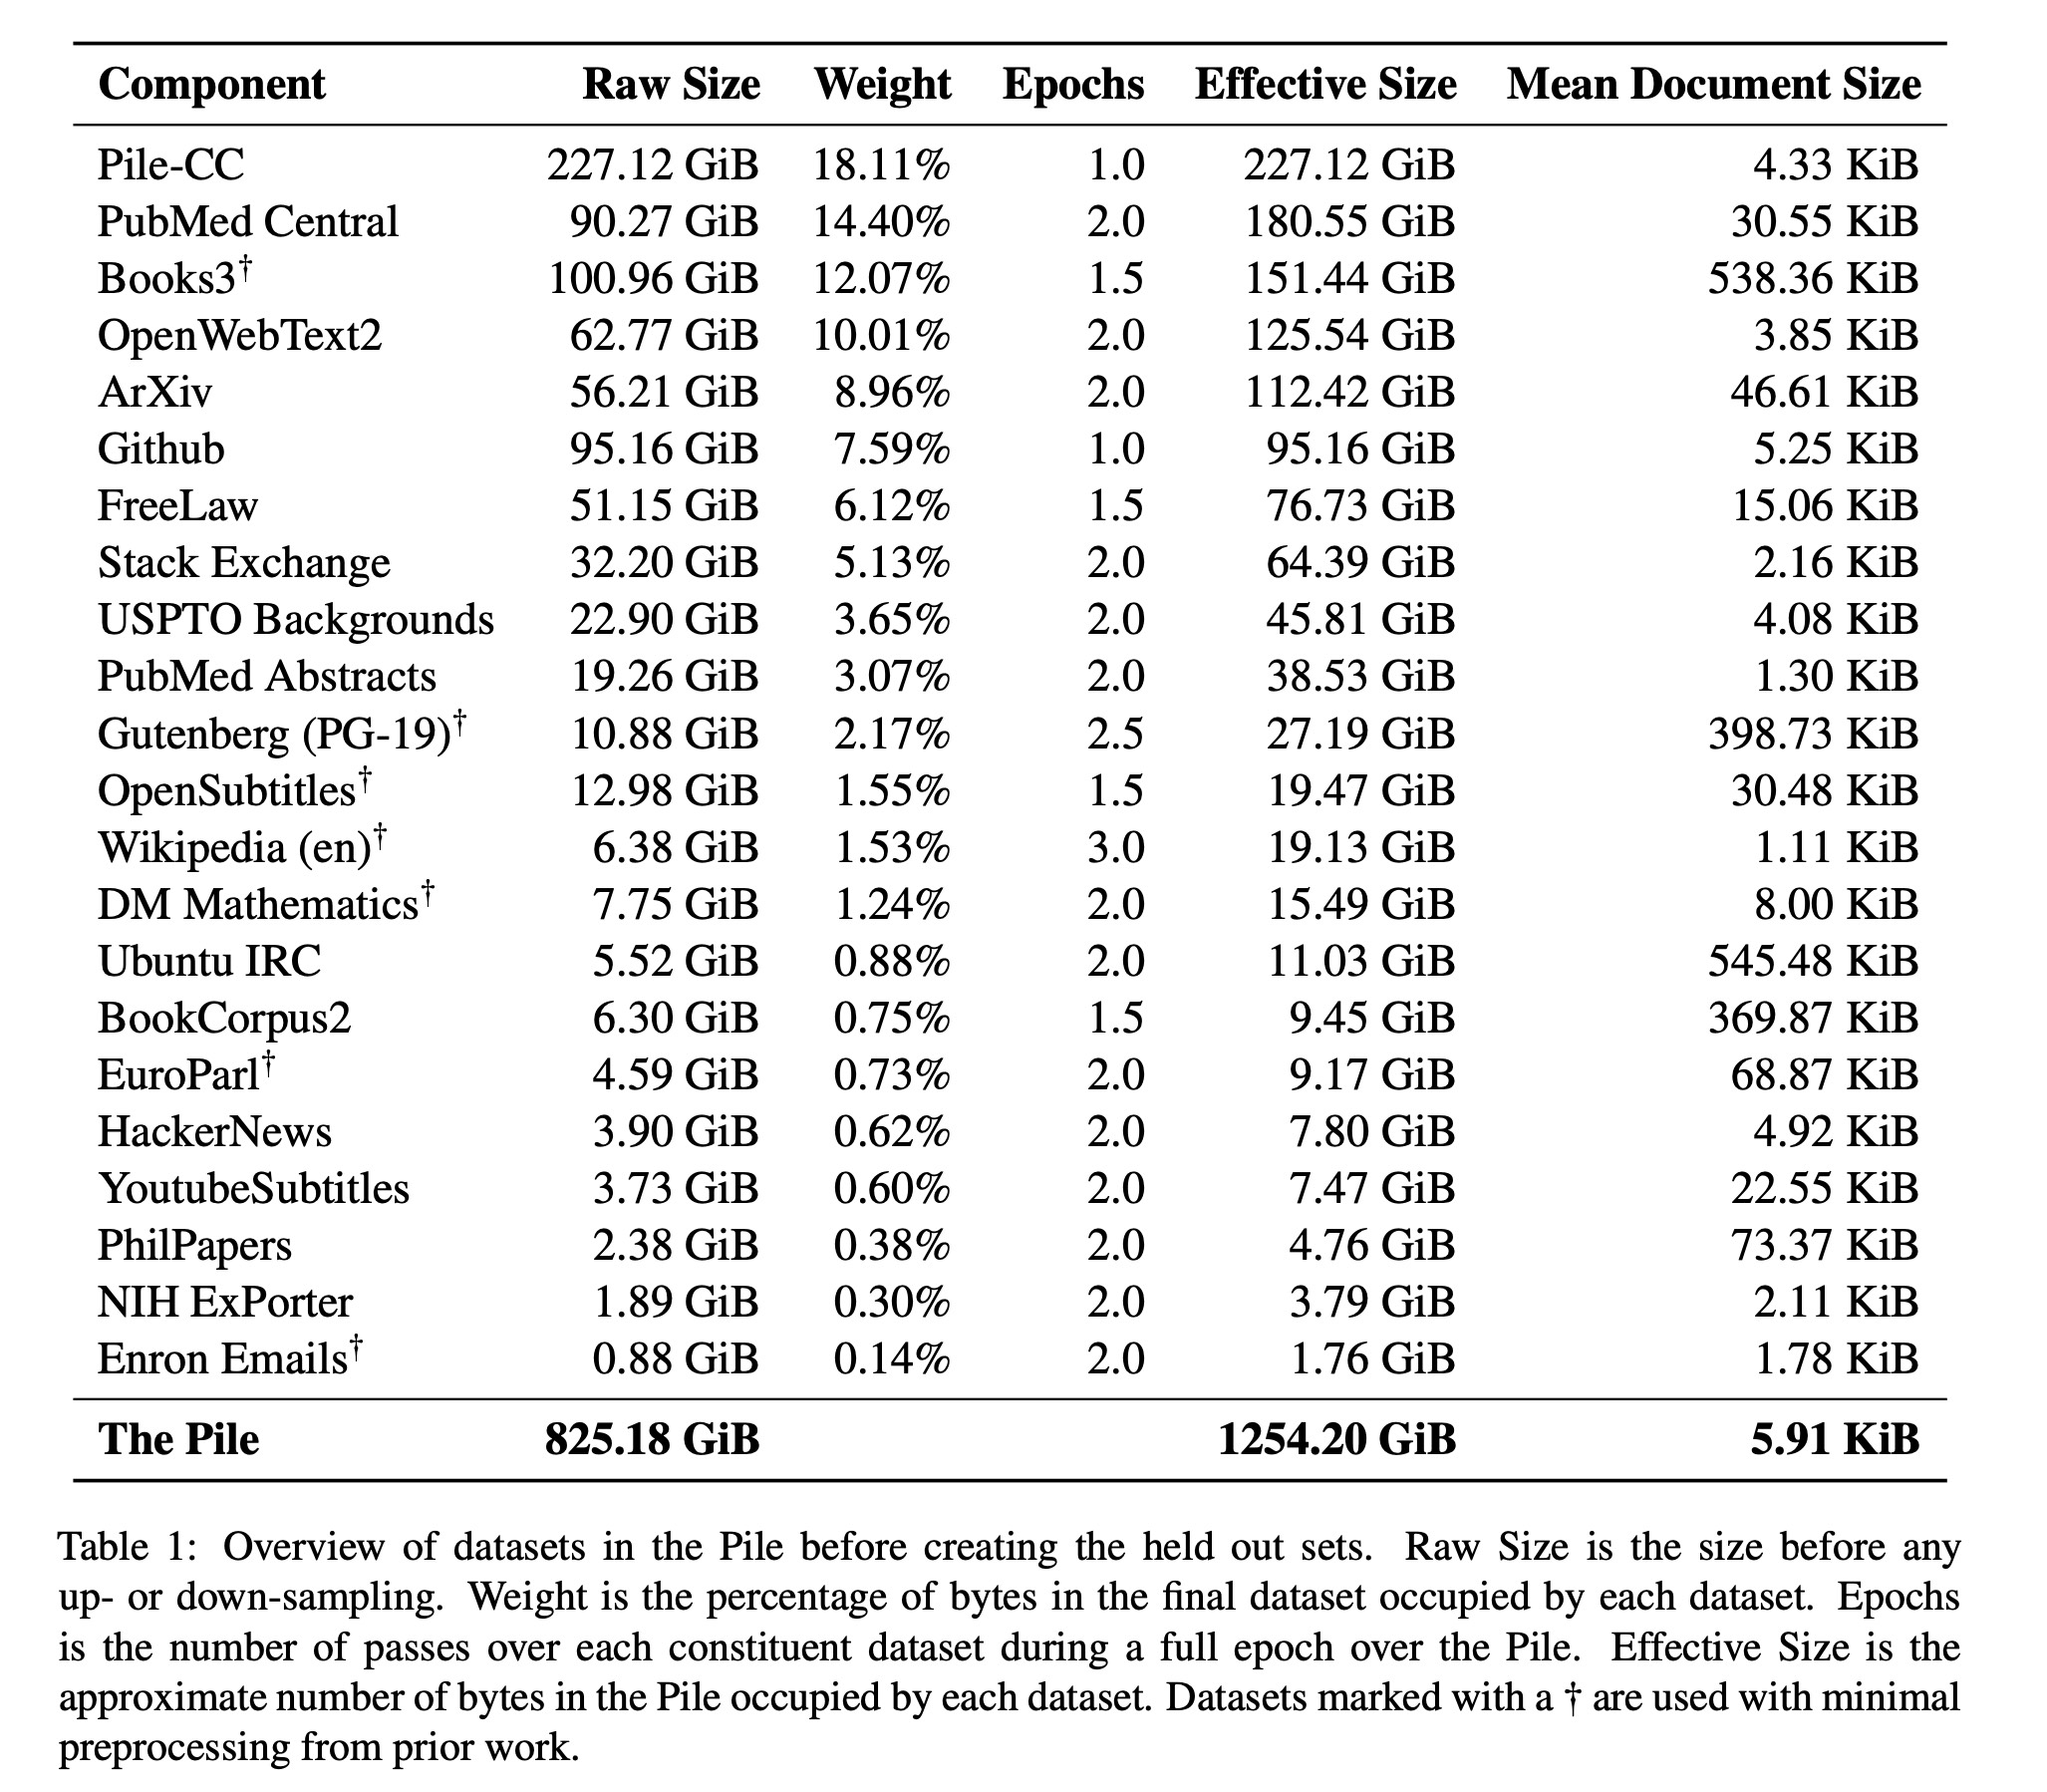 Component Raw Size Weight Epochs Effective Size Mean Document Size
Pile-CC 227.12 GiB 18.11% 1.0 227.12 GiB 4.33 KiB
PubMed Central 90.27 GiB 14.40% 2.0 180.55 GiB 30.55 KiB
Books3† 100.96 GiB 12.07% 1.5 151.44 GiB 538.36 KiB
OpenWebText2 62.77 GiB 10.01% 2.0 125.54 GiB 3.85 KiB
ArXiv 56.21 GiB 8.96% 2.0 112.42 GiB 46.61 KiB
Github 95.16 GiB 7.59% 1.0 95.16 GiB 5.25 KiB
FreeLaw 51.15 GiB 6.12% 1.5 76.73 GiB 15.06 KiB
Stack Exchange 32.20 GiB 5.13% 2.0 64.39 GiB 2.16 KiB
USPTO Backgrounds 22.90 GiB 3.65% 2.0 45.81 GiB 4.08 KiB
PubMed Abstracts 19.26 GiB 3.07% 2.0 38.53 GiB 1.30 KiB
Gutenberg (PG-19)† 10.88 GiB 2.17% 2.5 27.19 GiB 398.73 KiB
OpenSubtitles† 12.98 GiB 1.55% 1.5 19.47 GiB 30.48 KiB
Wikipedia (en)† 6.38 GiB 1.53% 3.0 19.13 GiB 1.11 KiB
DM Mathematics† 7.75 GiB 1.24% 2.0 15.49 GiB 8.00 KiB
Ubuntu IRC 5.52 GiB 0.88% 2.0 11.03 GiB 545.48 KiB
BookCorpus2 6.30 GiB 0.75% 1.5 9.45 GiB 369.87 KiB
EuroParl† 4.59 GiB 0.73% 2.0 9.17 GiB 68.87 KiB
HackerNews 3.90 GiB 0.62% 2.0 7.80 GiB 4.92 KiB
YoutubeSubtitles 3.73 GiB 0.60% 2.0 7.47 GiB 22.55 KiB
PhilPapers 2.38 GiB 0.38% 2.0 4.76 GiB 73.37 KiB
NIH ExPorter 1.89 GiB 0.30% 2.0 3.79 GiB 2.11 KiB
Enron Emails† 0.88 GiB 0.14% 2.0 1.76 GiB 1.78 KiB
The Pile 825.18 GiB 1254.20 GiB 5.91 KiB
Table 1: Overview of datasets in the Pile before creating the held out sets. Raw Size is the size before any
up- or down-sampling. Weight is the percentage of bytes in the final dataset occupied by each dataset. Epochs
is the number of passes over each constituent dataset during a full epoch over the Pile. Effective Size is the
approximate number of bytes in the Pile occupied by each dataset. Datasets marked with a † are used with minimal
preprocessing from prior work.